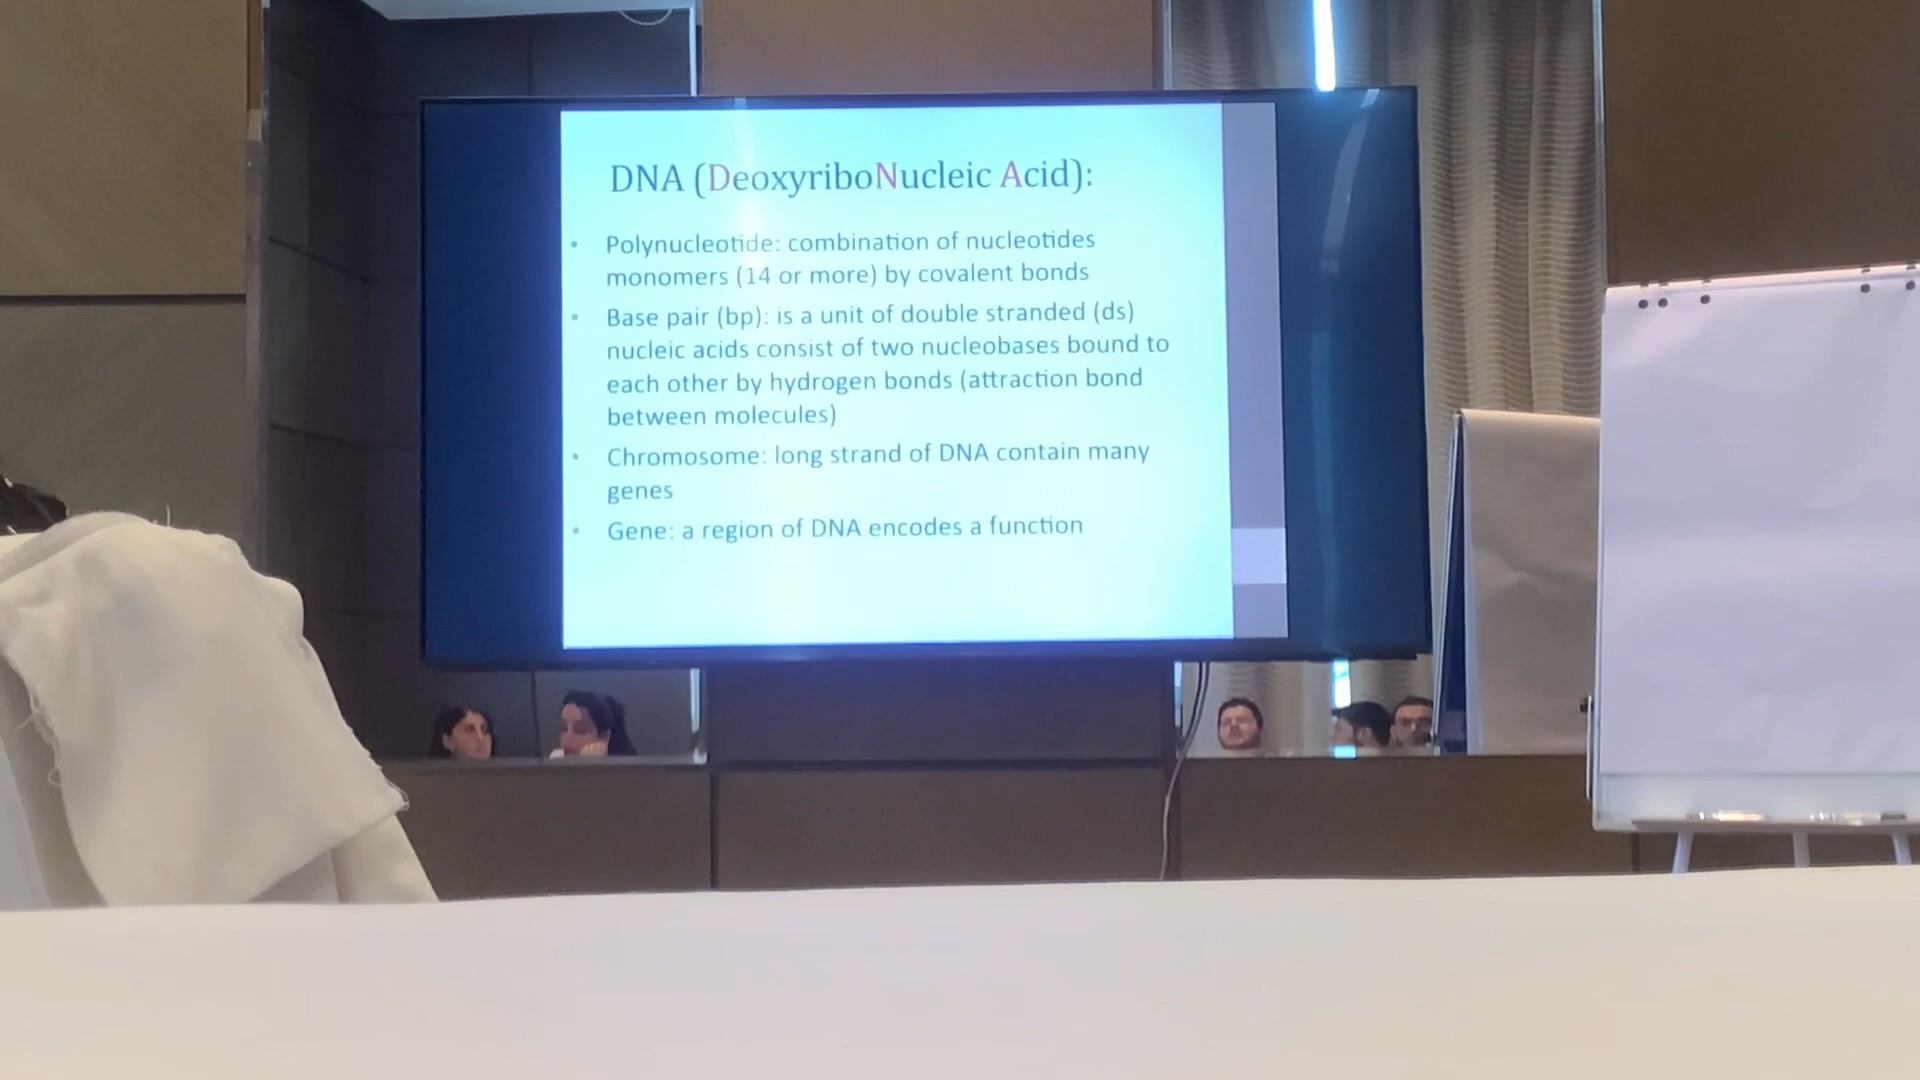 DNA (DeoxyriboNucleic Acid):
• Polynucleotide: combination of nucleotides
monomers (14 or more) by covalent bonds
• Base pair (bp): is a unit of double stranded (ds)
nucleic acids consist of two nucleobases bound to
each other by hydrogen bonds (attraction bond
between molecules)
• Chromosome: long strand of DNA contain many
genes
• Gene: a region of DNA encodes a function